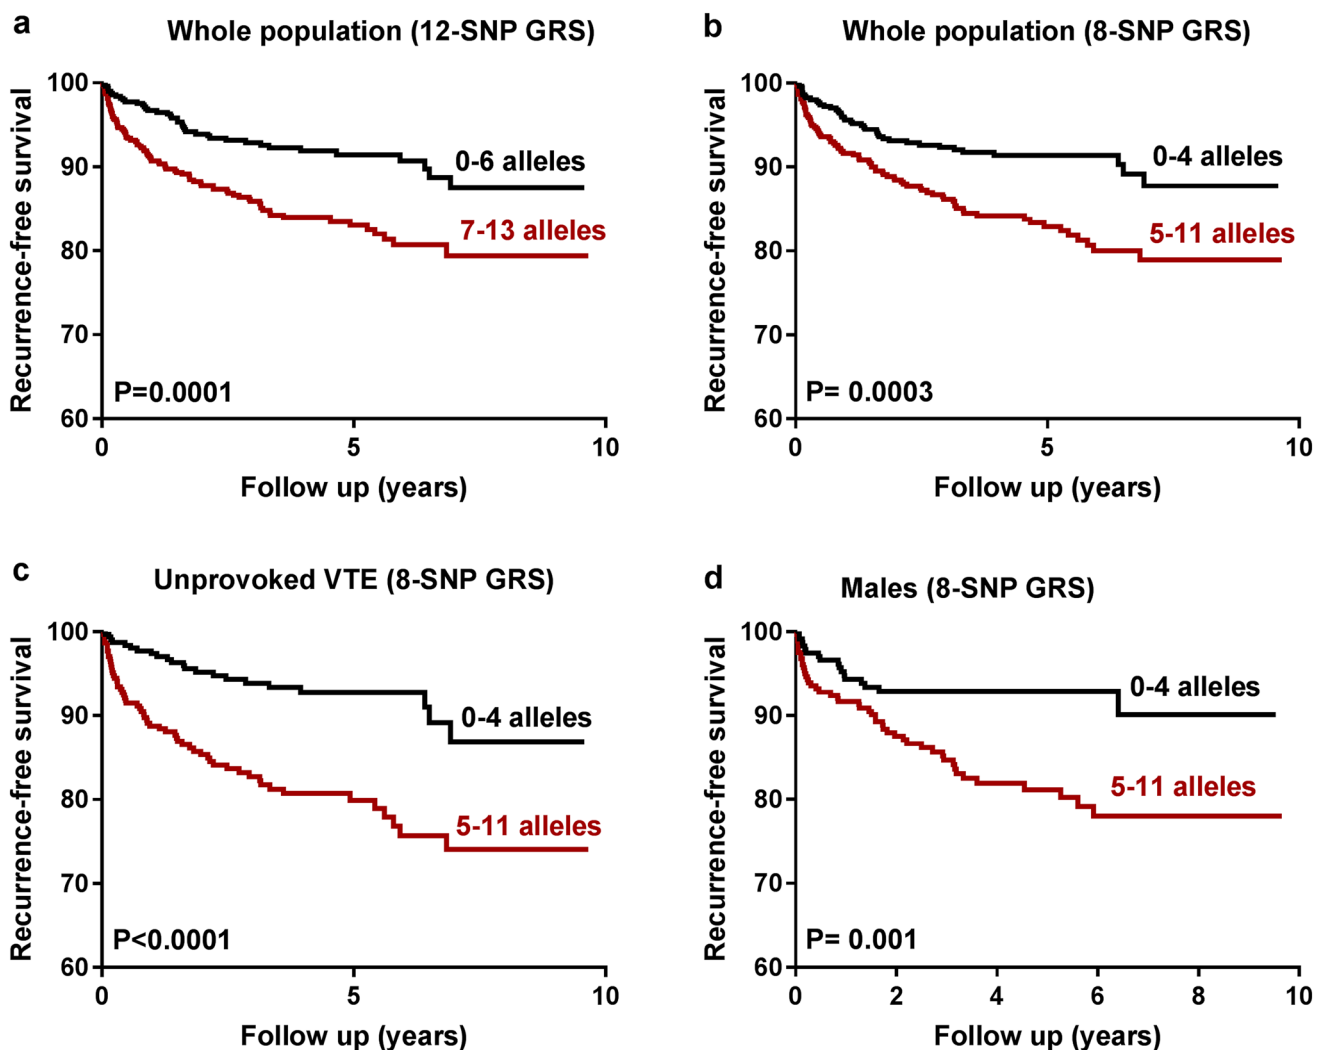 a
Whole population (12-SNP GRS)
Recurrence-free survival
100
90
80
70
60
0-6 alleles
7-13 alleles
P=0.0001
0
5
10
Follow up (years)
b
Whole population (8-SNP GRS)
Recurrence-free survival
100
90
80
70
60
0-4 alleles
5-11 alleles
P= 0.0003
0
5
10
Follow up (years)
c
Unprovoked VTE (8-SNP GRS)
Recurrence-free survival
100
90
80
70
60
0-4 alleles
5-11 alleles
P<0.0001
0
5
10
Follow up (years)
d
Males (8-SNP GRS)
Recurrence-free survival
100
90
80
70
60
0-4 alleles
5-11 alleles
P= 0.001
0
2
4
6
8
10
Follow up (years)